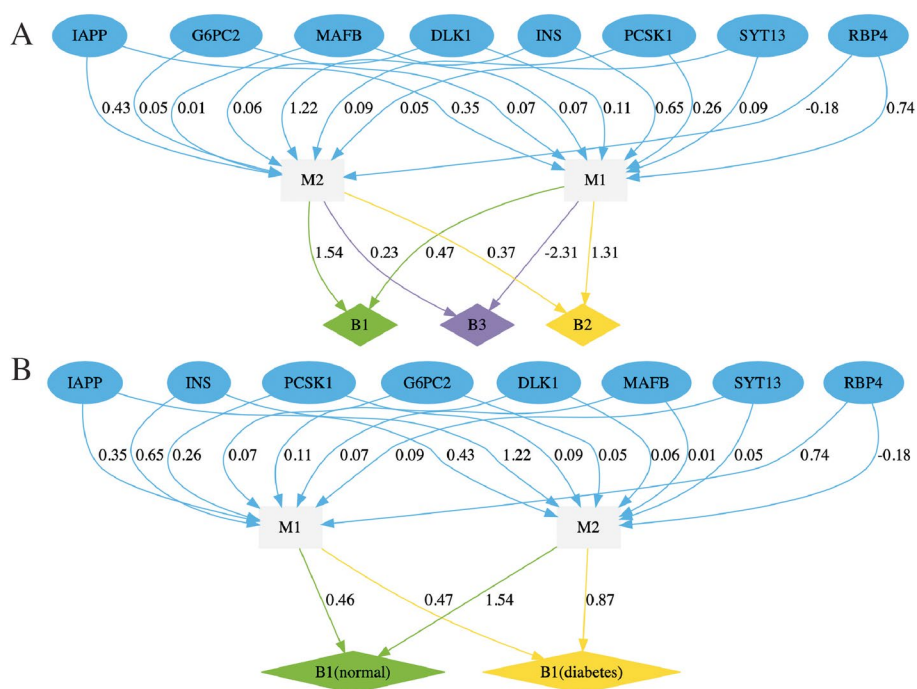 A
IAPP G6PC2 MAFB DLK1 INS PCSK1 SYT13 RBP4
0.43 0.05 0.01 0.06 1.22 0.09 0.05 0.35 0.07 0.07 0.11 0.65 0.26 0.09 -0.18 0.74
M2 M1
1.54 0.23 0.47 0.37 -2.31 1.31
B1 B3 B2
B
IAPP INS PCSK1 G6PC2 DLK1 MAFB SYT13 RBP4
0.35 0.65 0.26 0.07 0.11 0.07 0.09 0.43 1.22 0.09 0.05 0.06 0.01 0.05 0.74 -0.18
M1 M2
0.46 0.47 1.54 0.87
B1(normal) B1(diabetes)